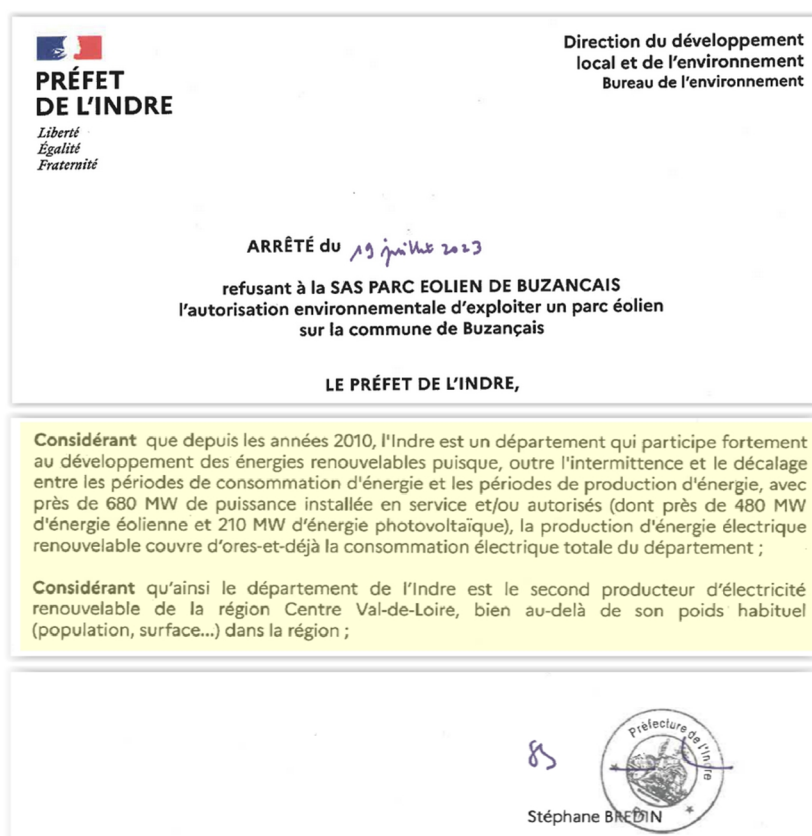 PRÉFET
DE L'INDRE
Liberté
Égalité
Fraternité
Direction du développement
local et de l'environnement
Bureau de l'environnement
ARRÊTÉ du 19 juillet 2023
refusant à la SAS PARC EOLIEN DE BUZANCAIS
l'autorisation environnementale d'exploiter un parc éolien
sur la commune de Buzançais
LE PRÉFET DE L'INDRE,
Considérant que depuis les années 2010, l'Indre est un département qui participe fortement
au développement des énergies renouvelables puisque, outre l'intermittence et le décalage
entre les périodes de consommation d'énergie et les périodes de production d'énergie, avec
près de 680 MW de puissance installée en service et/ou autorisés (dont près de 480 MW
d'énergie éolienne et 210 MW d'énergie photovoltaïque), la production d'énergie électrique
renouvelable couvre d'ores-et-déjà la consommation électrique totale du département ;
Considérant qu'ainsi le département de l'Indre est le second producteur d'électricité
renouvelable de la région Centre Val-de-Loire, bien au-delà de son poids habituel
(population, surface...) dans la région ;
Préfecture de l'Indre
Stéphane BREDIN